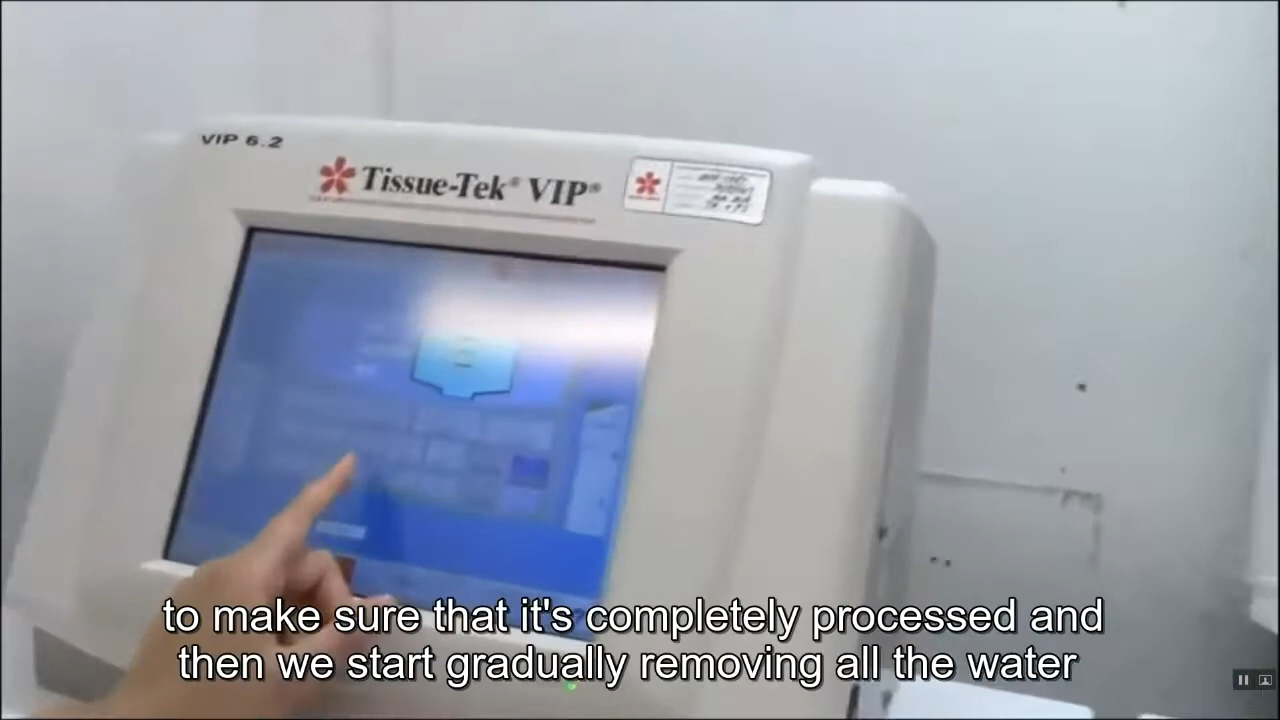 VIP 6.2
Tissue-Tek® VIP®
to make sure that it's completely processed and
then we start gradually removing all the water